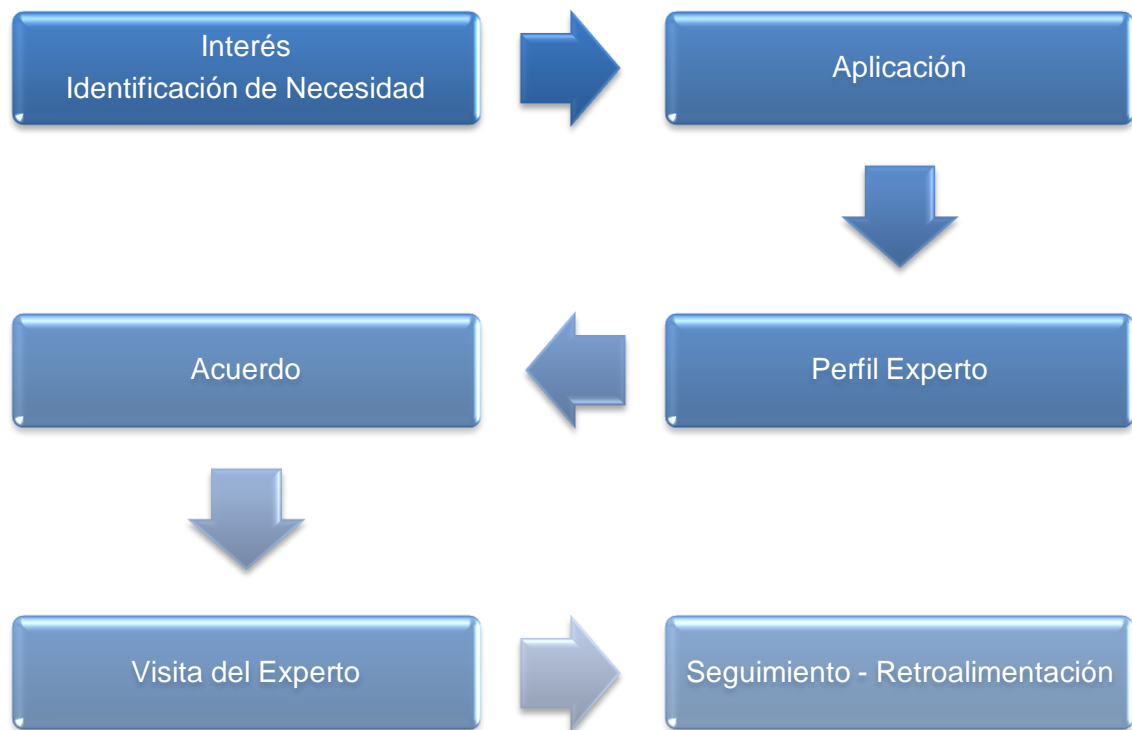 Interés
Identificación de Necesidad
Aplicación
Perfil Experto
Acuerdo
Visita del Experto
Seguimiento - Retroalimentación